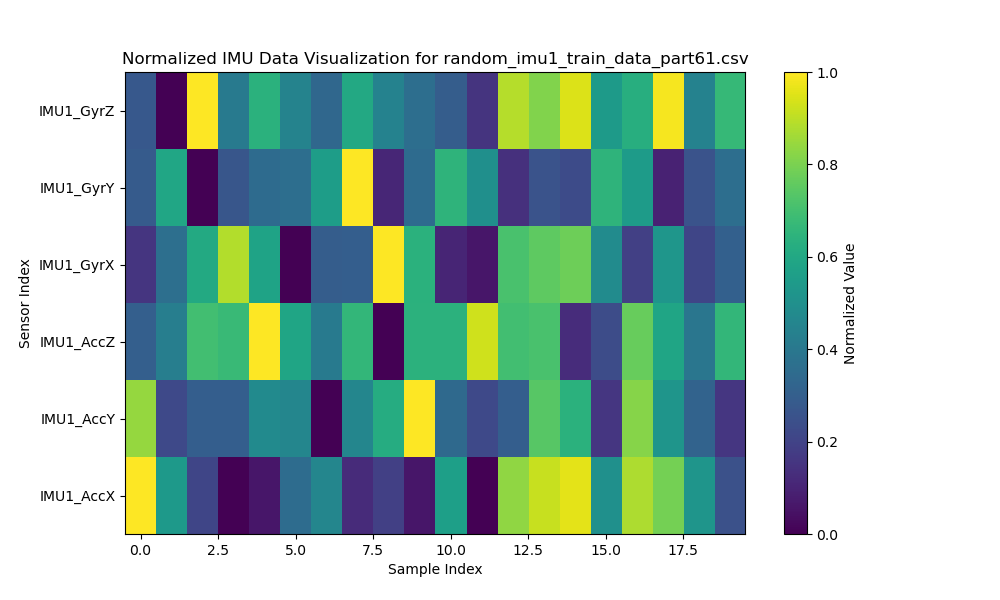 Normalized IMU Data Visualization for random_imu1_train_data_part61.csv
IMU1_GyrZ
IMU1_GyrY
IMU1_GyrX
IMU1_AccZ
IMU1_AccY
IMU1_AccX
Sensor Index
0.0
2.5
5.0
7.5
10.0
12.5
15.0
17.5
Sample Index
1.0
0.8
0.6
0.4
0.2
0.0
Normalized Value